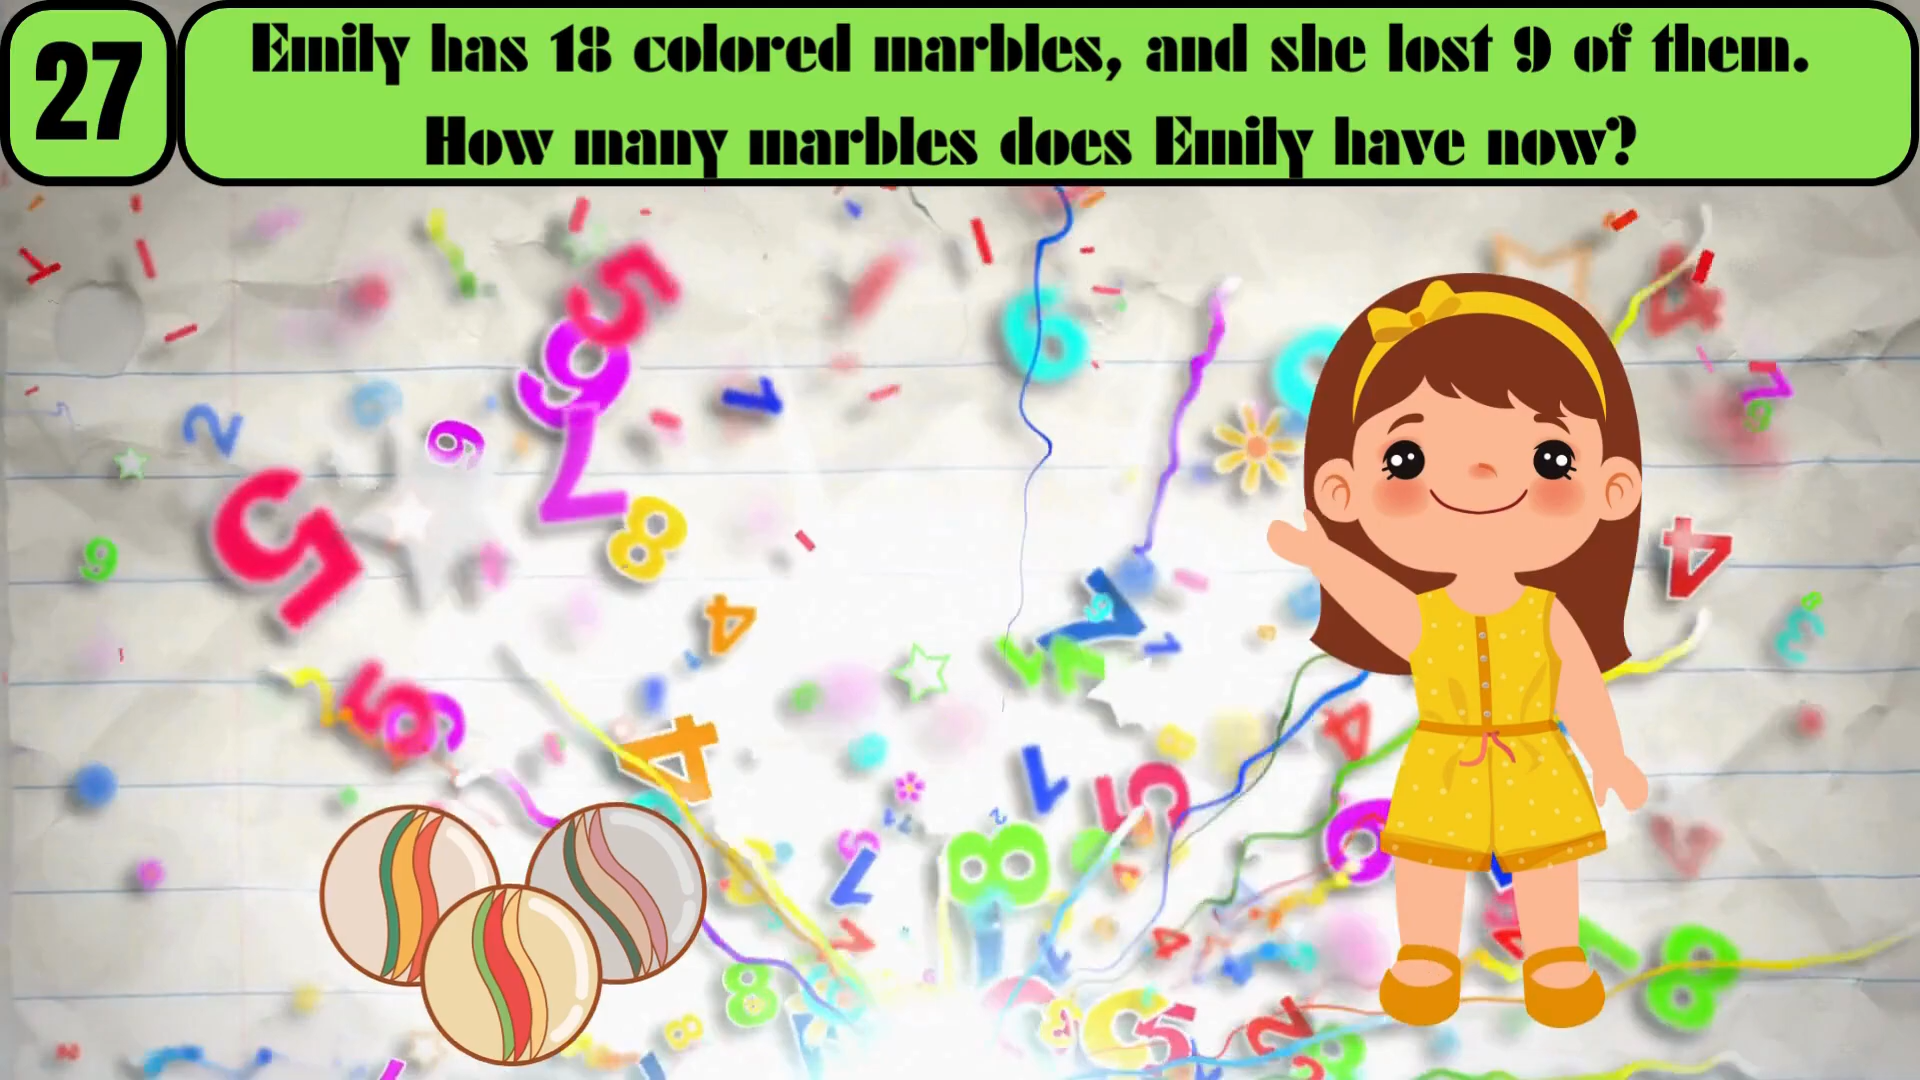 27
Emily has 18 colored marbles, and she lost 9 of them.
How many marbles does Emily have now?